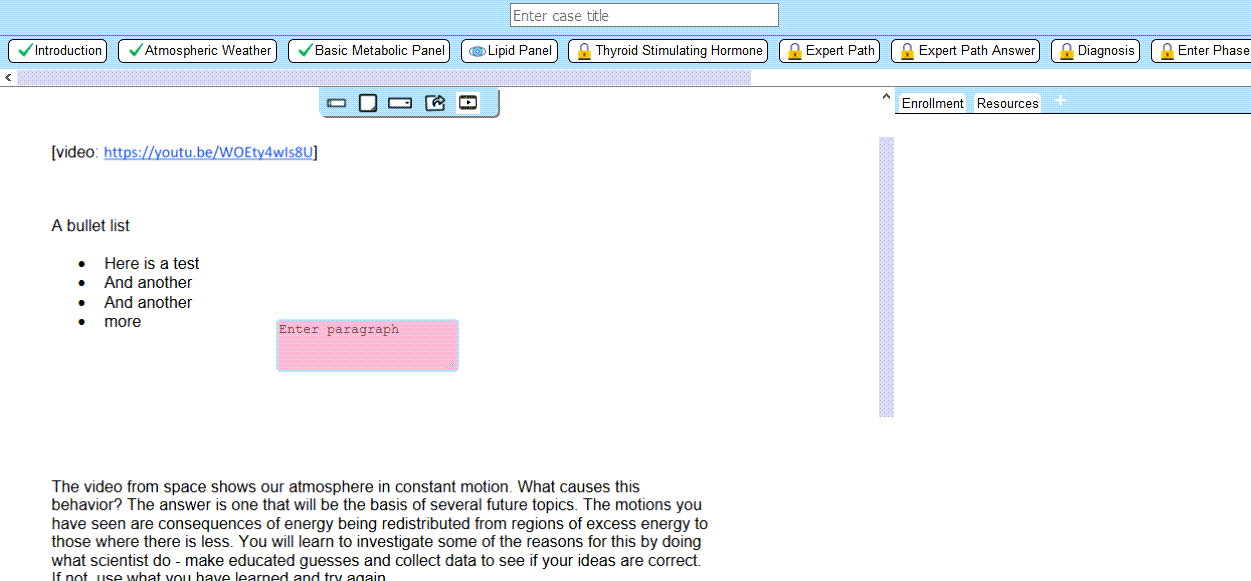 Enter case title
Introduction Atmospheric Weather Basic Metabolic Panel Lipid Panel Thyroid Stimulating Hormone Expert Path Expert Path Answer Diagnosis Enter Phase
Enrollment Resources +
[video: https://youtu.be/WOEty4wIs8U]
A bullet list
• Here is a test
• And another
• And another
• more
Enter paragraph
The video from space shows our atmosphere in constant motion. What causes this
behavior? The answer is one that will be the basis of several future topics. The motions you
have seen are consequences of energy being redistributed from regions of excess energy to
those where there is less. You will learn to investigate some of the reasons for this by doing
what scientist do - make educated guesses and collect data to see if your ideas are correct.
If not, use what you have learned and try again